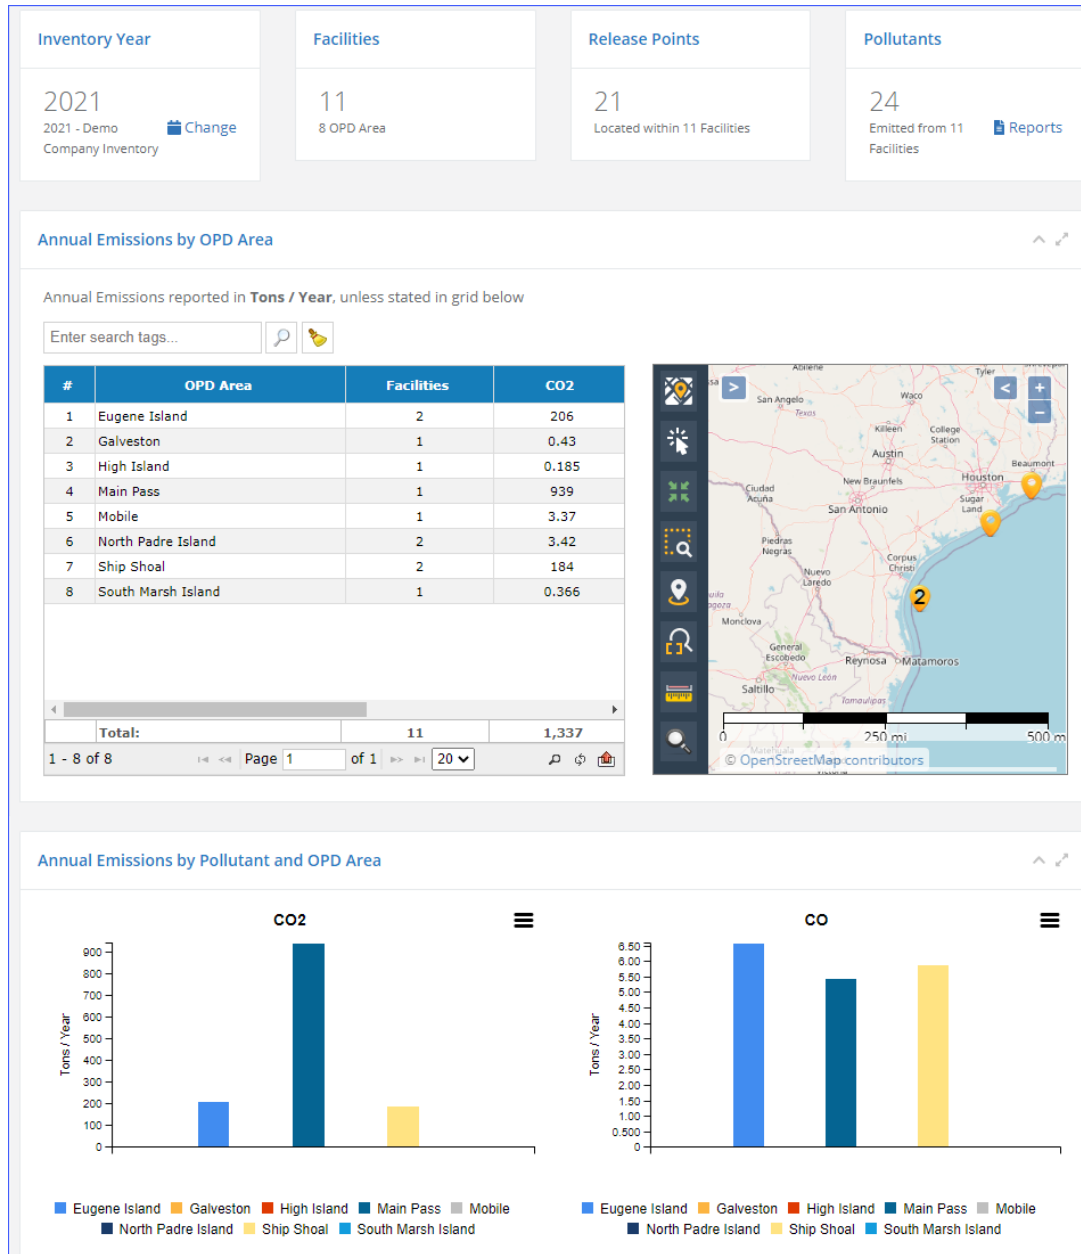 Inventory Year
Facilities
Release Points
Pollutants
2021
11
21
24
2021 - Demo
Company Inventory
Change
8 OPD Area
Located within 11 Facilities
Emitted from 11
Facilities
Reports
Annual Emissions by OPD Area
Annual Emissions reported in Tons / Year, unless stated in grid below
Enter search tags...
# OPD Area Facilities CO2
1 Eugene Island 2 206
2 Galveston 1 0.43
3 High Island 1 0.185
4 Main Pass 1 939
5 Mobile 1 3.37
6 North Padre Island 2 3.42
7 Ship Shoal 2 184
8 South Marsh Island 1 0.366
Total: 11 1,337
1 - 8 of 8 Page 1 of 1 20
Abilene
Tyler
San Angelo
Waco
Texas
Killeen
College
Station
Austin
Beaumont
Ciudad
Acuña
New Braunfels
Houston
San Antonio
Sugar
Land
Piedras
Negras
Corpus
Christi
Nuevo
Laredo
2
Monclova
General
Escobedo
Reynosa
Matamoros
Nuevo León
Saltillo
Tamaulipas
0 250 mi 500 m
Matehuala
© OpenStreetMap contributors
Annual Emissions by Pollutant and OPD Area
CO2
900
800
700
600
500
400
300
200
100
0
Tons / Year
Eugene Island Galveston High Island Main Pass Mobile
North Padre Island Ship Shoal South Marsh Island
CO
6.50
6.00
5.50
5.00
4.50
4.00
3.50
3.00
2.50
2.00
1.50
1.00
0.500
0
Tons / Year
Eugene Island Galveston High Island Main Pass Mobile
North Padre Island Ship Shoal South Marsh Island